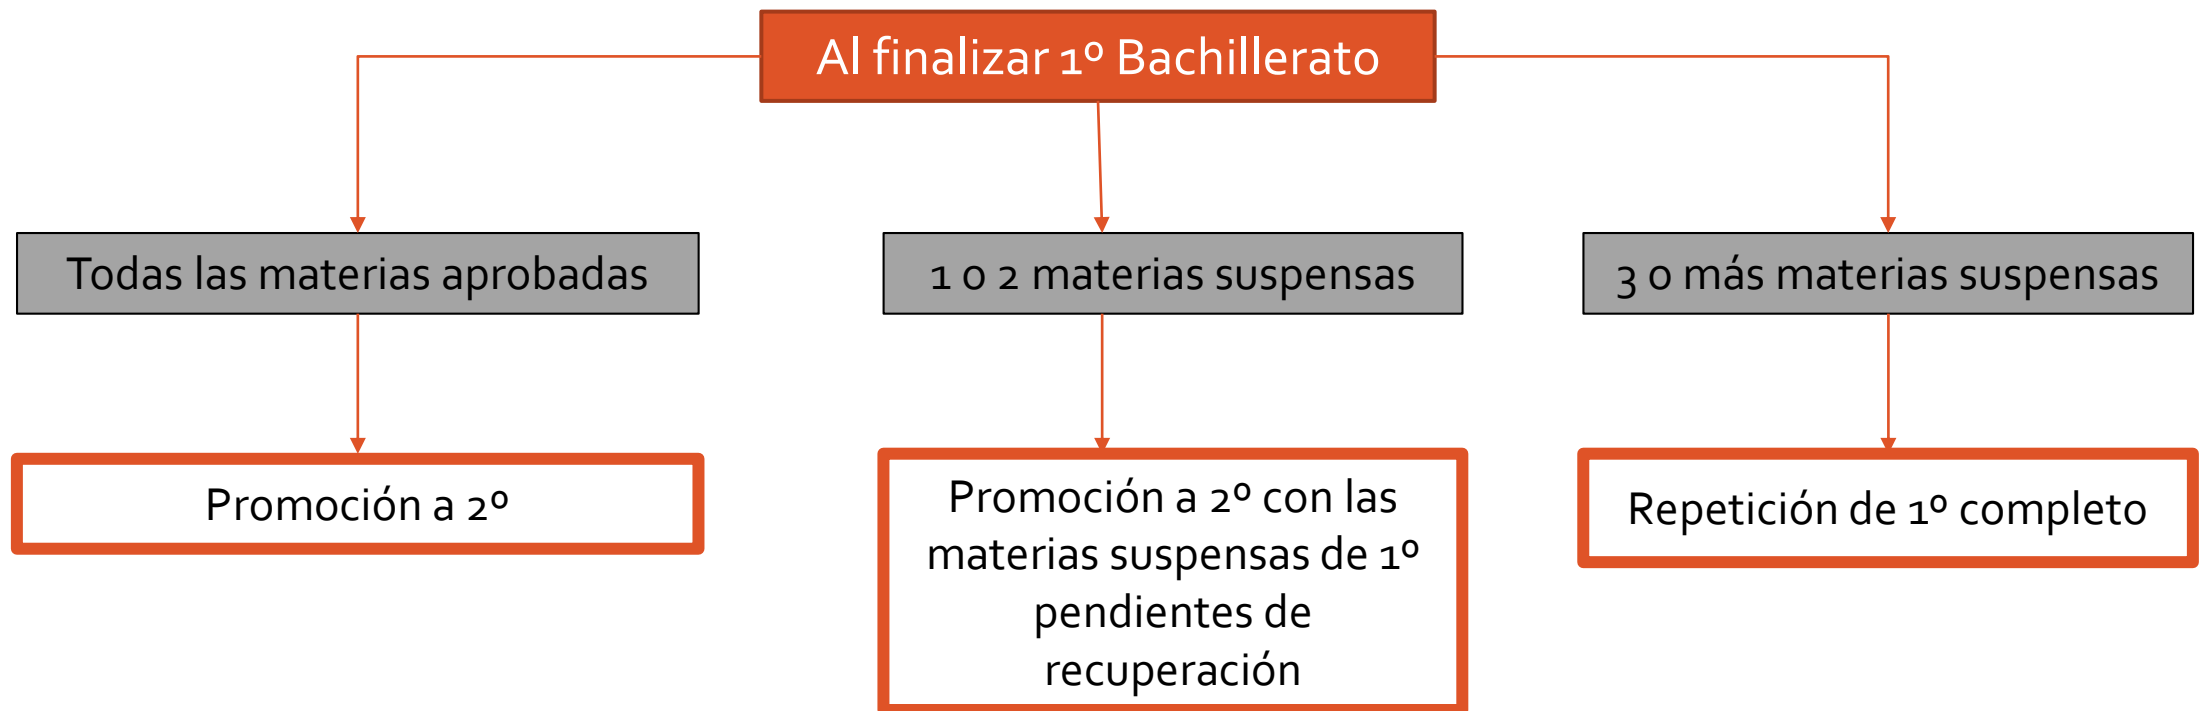 Al finalizar 1º Bachillerato
Todas las materias aprobadas
1 o 2 materias suspensas
3 o más materias suspensas
Promoción a 2º
Promoción a 2º con las
materias suspensas de 1º
pendientes de
recuperación
Repetición de 1º completo